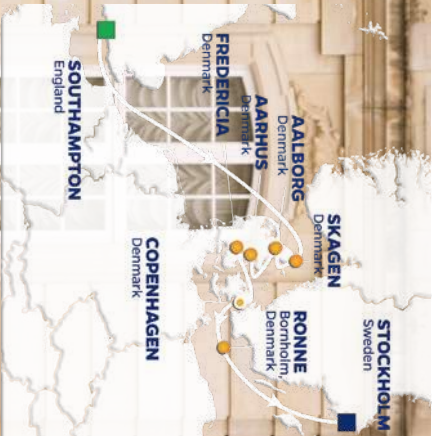 STOCKHOLM
Sweden
SKAGEN
Denmark
RONNE
Bornholm,
Denmark
AALBORG
Denmark
AARHUS
Denmark
FREDERICIA
Denmark
COPENHAGEN
Denmark
SOUTHAMPTON
England